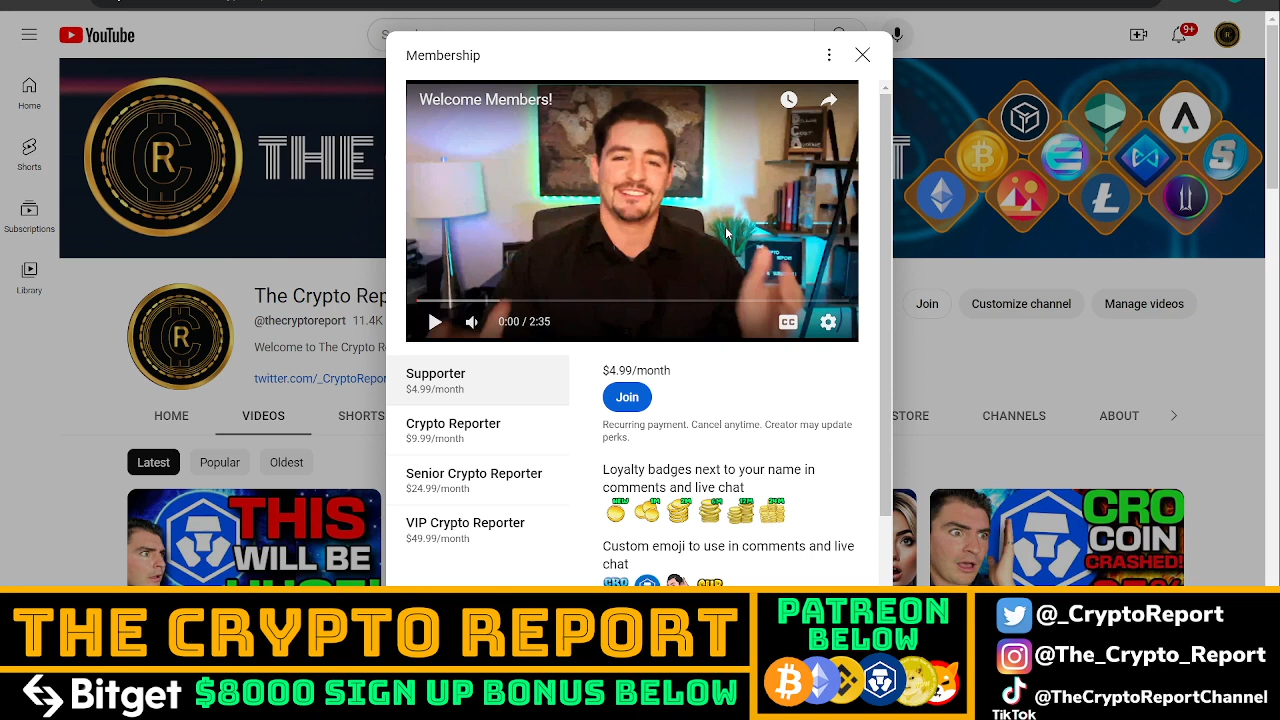 YouTube
9+
Membership
Welcome Members!
0:00 / 2:35
CC
Home
Shorts
Subscriptions
Library
THE
The Crypto Rep
@thecryptoreport 11.4K
Welcome to The Crypto R
twitter.com/_CryptoRepor
Join
Customize channel
Manage videos
HOME
VIDEOS
SHORTS
STORE
CHANNELS
ABOUT
Latest
Popular
Oldest
Supporter
$4.99/month
Crypto Reporter
$9.99/month
Senior Crypto Reporter
$24.99/month
VIP Crypto Reporter
$49.99/month
$4.99/month
Join
Recurring payment. Cancel anytime. Creator may update
perks.
Loyalty badges next to your name in
comments and live chat
Custom emoji to use in comments and live
chat
THIS
WILL BE
CRO
COIN
CRASHED!
THE CRYPTO REPORT
Bitget $8000 SIGN UP BONUS BELOW
PATREON
BELOW
@_CryptoReport
@The_Crypto_Report
@TheCryptoReportChannel
TikTok